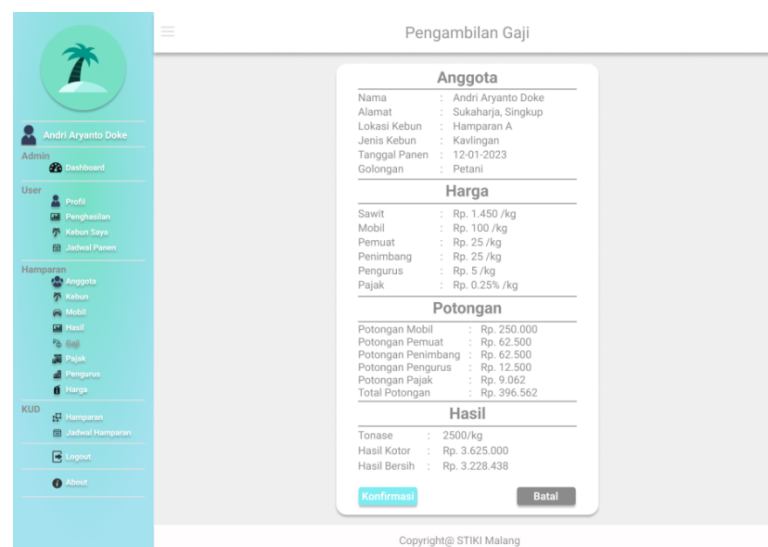 Pengambilan Gaji
Andri Aryanto Doke
Admin
Dashboard
User
Profil
Penghasilan
Kebun Saya
Jadwal Panen
Hamparan
Anggota
Kebun
Mobil
Hasil
Gaji
Pajak
Pengurus
Harga
KUD
Hamparan
Jadwal Hamparan
Logout
About
Anggota
Nama : Andri Aryanto Doke
Alamat : Sukaharja, Singkup
Lokasi Kebun : Hamparan A
Jenis Kebun : Kavlingan
Tanggal Panen : 12-01-2023
Golongan : Petani
Harga
Sawit : Rp. 1.450 /kg
Mobil : Rp. 100 /kg
Pemuat : Rp. 25 /kg
Penimbang : Rp. 25 /kg
Pengurus : Rp. 5 /kg
Pajak : Rp. 0.25% /kg
Potongan
Potongan Mobil : Rp. 250.000
Potongan Pemuat : Rp. 62.500
Potongan Penimbang : Rp. 62.500
Potongan Pengurus : Rp. 12.500
Potongan Pajak : Rp. 9.062
Total Potongan : Rp. 396.562
Hasil
Tonase : 2500/kg
Hasil Kotor : Rp. 3.625.000
Hasil Bersih : Rp. 3.228.438
Konfirmasi
Batal
Copyright@ STIKI Malang